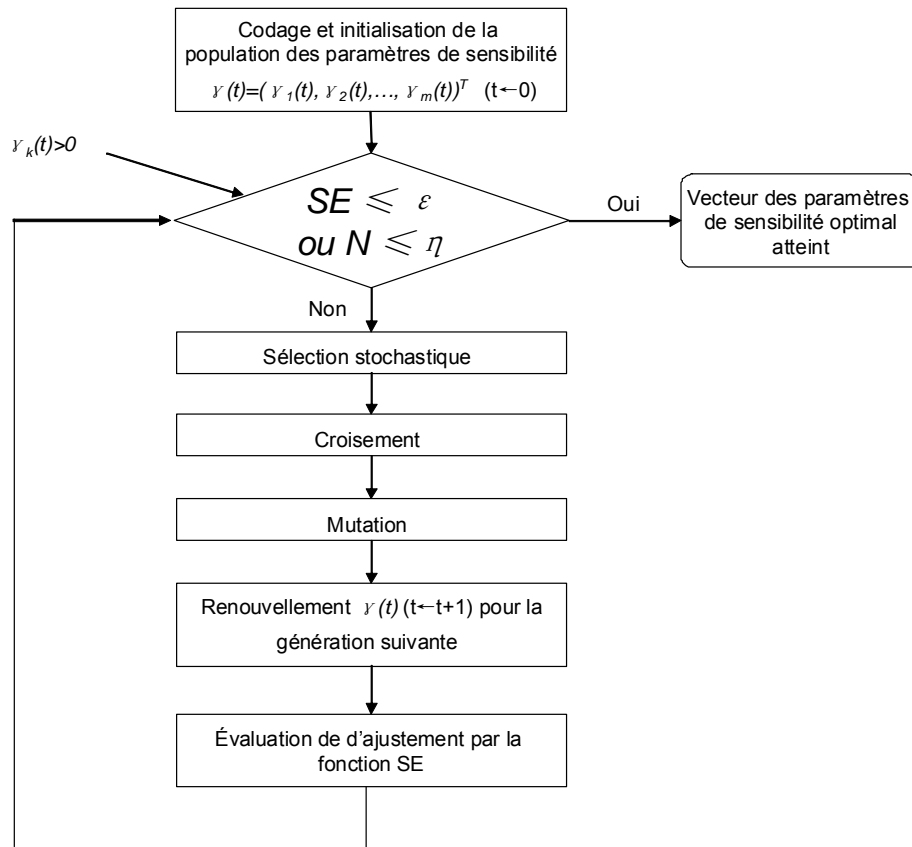 Codage et initialisation de la
population des paramètres de sensibilité
γ(t)=( γ₁(t), γ₂(t),…, γₘ(t))ᵀ (t←0)
γₖ(t)>0
SE ≤ ε
ou N ≤ η
Oui
Vecteur des paramètres
de sensibilité optimal
atteint
Non
Sélection stochastique
Croisement
Mutation
Renouvellement γ(t) (t←t+1) pour la
génération suivante
Évaluation de d'ajustement par la
fonction SE